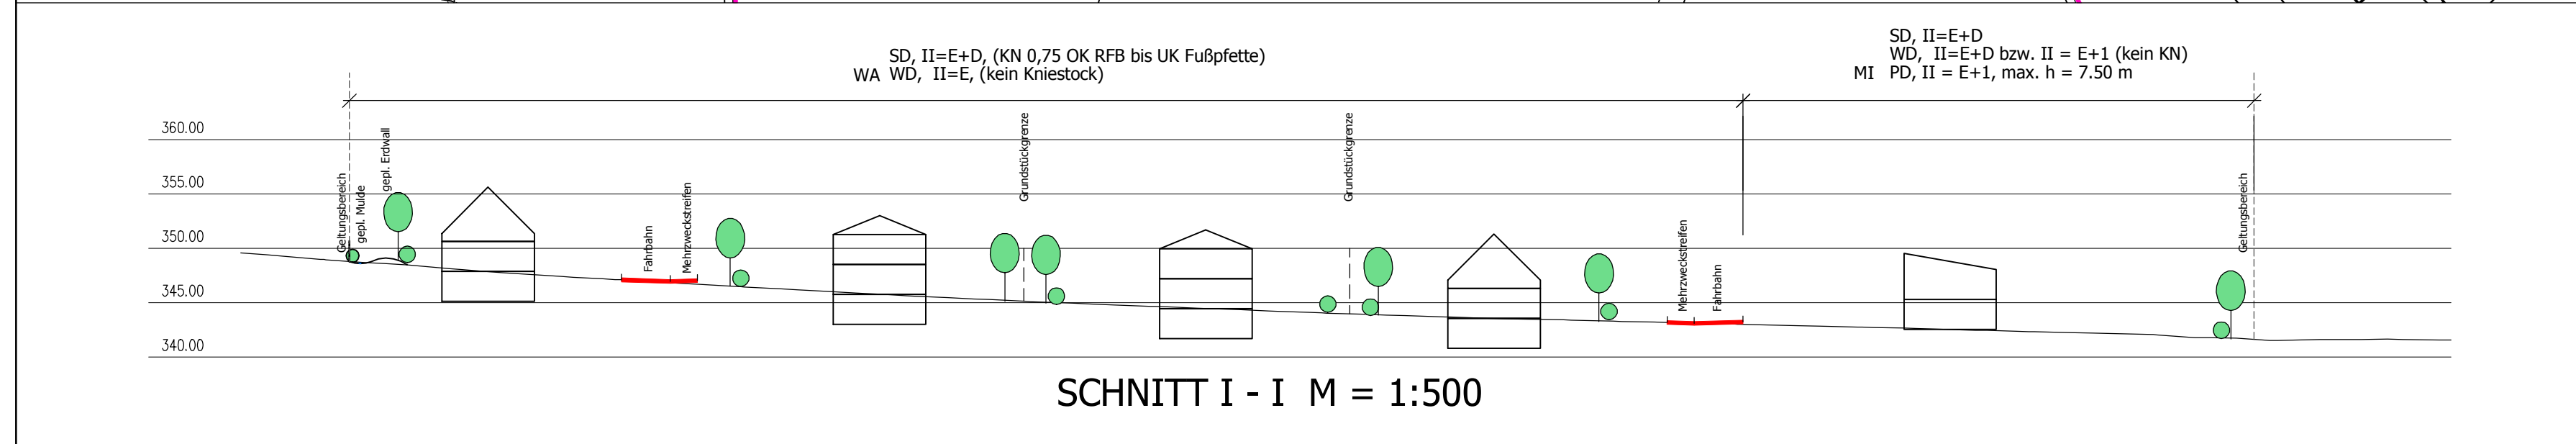 SD, II=E+D, (KN 0,75 OK RFB bis UK Fußpfette)
WA WD, II=E, (kein Kniestock)
SD, II=E+D
WD, II=E+D bzw. II = E+1 (kein KN)
MI PD, II = E+1, max. h = 7.50 m
360.00
355.00
350.00
345.00
340.00
Geltungsbereich
gepl. Mulde
gepl. Erdwall
Fahrbahn
Mehrzweckstreifen
Grundstückgrenze
Grundstückgrenze
Mehrzweckstreifen
Fahrbahn
Geltungsbereich
SCHNITT I - I M = 1:500